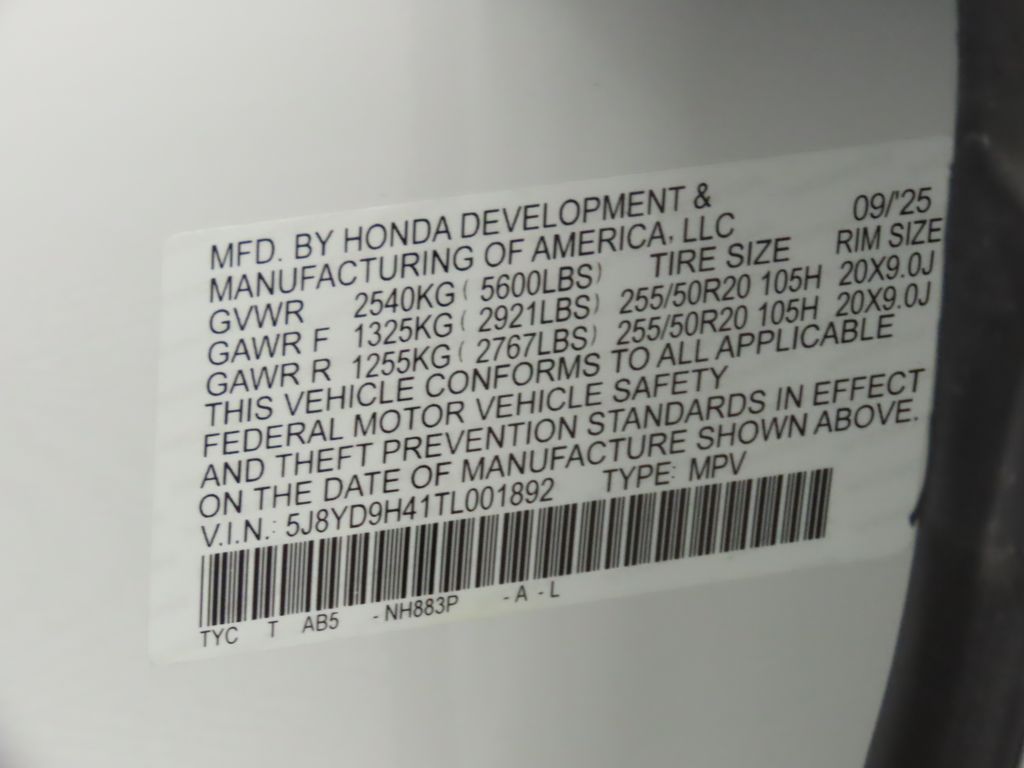 MFD. BY HONDA DEVELOPMENT & 09/'25
MANUFACTURING OF AMERICA, LLC
GVWR 2540KG ( 5600LBS) TIRE SIZE RIM SIZE
GAWR F 1325KG ( 2921LBS) 255/50R20 105H 20X9.0J
GAWR R 1255KG ( 2767LBS) 255/50R20 105H 20X9.0J
THIS VEHICLE CONFORMS TO ALL APPLICABLE
FEDERAL MOTOR VEHICLE SAFETY
AND THEFT PREVENTION STANDARDS IN EFFECT
ON THE DATE OF MANUFACTURE SHOWN ABOVE.
V.I.N.: 5J8YD9H41TL001892 TYPE: MPV
TYC T AB5 - NH883P - A - L